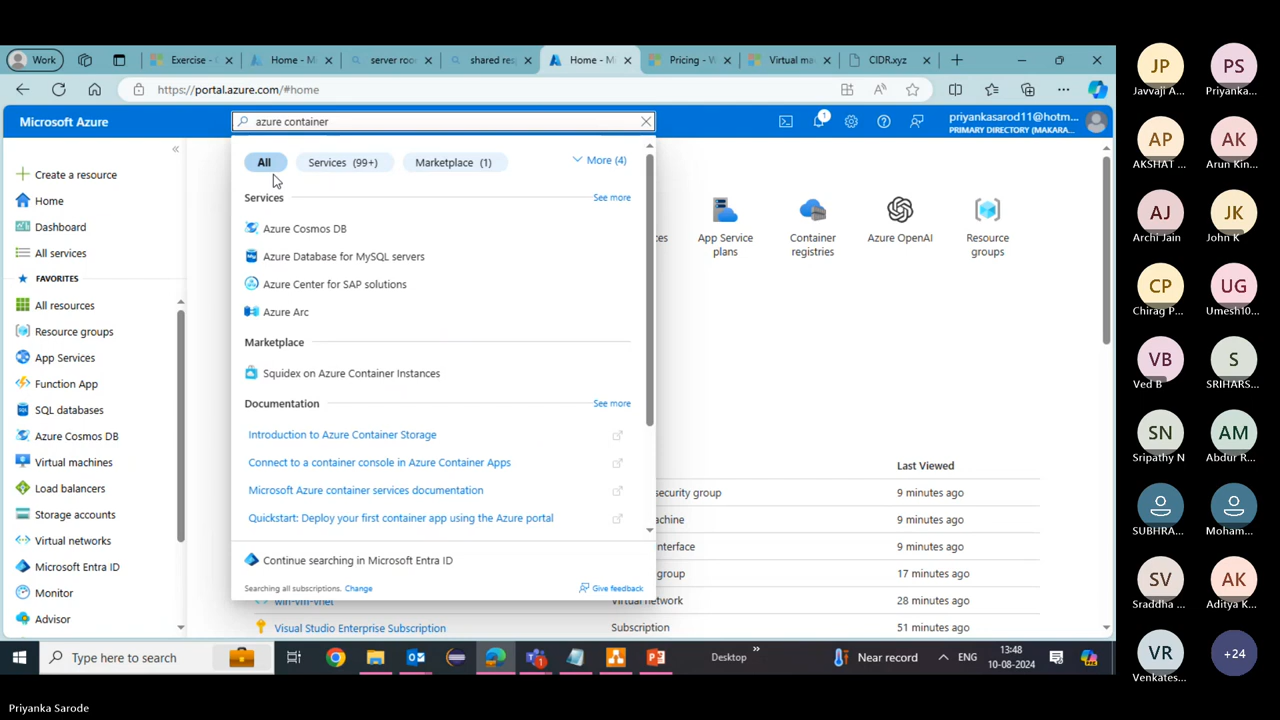 Work
Exercise - C
Home - Mi
server roo
shared res
Home - M
Pricing - W
Virtual ma
CIDR.xyz
https://portal.azure.com/#home
Microsoft Azure
azure container
1
priyankasarod11@hotm...
PRIMARY DIRECTORY (MAKARA...
Create a resource
Home
Dashboard
All services
FAVORITES
All resources
Resource groups
App Services
Function App
SQL databases
Azure Cosmos DB
Virtual machines
Load balancers
Storage accounts
Virtual networks
Microsoft Entra ID
Monitor
Advisor
All
Services (99+)
Marketplace (1)
More (4)
Services
See more
Azure Cosmos DB
Azure Database for MySQL servers
Azure Center for SAP solutions
Azure Arc
Marketplace
Squidex on Azure Container Instances
Documentation
See more
Introduction to Azure Container Storage
Connect to a container console in Azure Container Apps
Microsoft Azure container services documentation
Quickstart: Deploy your first container app using the Azure portal
Continue searching in Microsoft Entra ID
Searching all subscriptions. Change
Give feedback
ces
App Service
plans
Container
registries
Azure OpenAI
Resource
groups
Last Viewed
security group
9 minutes ago
achine
9 minutes ago
interface
9 minutes ago
group
17 minutes ago
win-vm-vnet
Virtual network
28 minutes ago
Visual Studio Enterprise Subscription
Subscription
51 minutes ago
Type here to search
Desktop
Near record
ENG
13:48
10-08-2024
JP
Javvaji A...
PS
Priyanka...
AP
AKSHAT ...
AK
Arun Kin...
AJ
Archi Jain
JK
John K
CP
Chirag P...
UG
Umesh10...
VB
Ved B
S
SRIHARS...
SN
Sripathy N
AM
Abdur R...
SUBHRA...
Moham...
SV
Sraddha ...
AK
Aditya K...
VR
Venkates...
+24
Priyanka Sarode